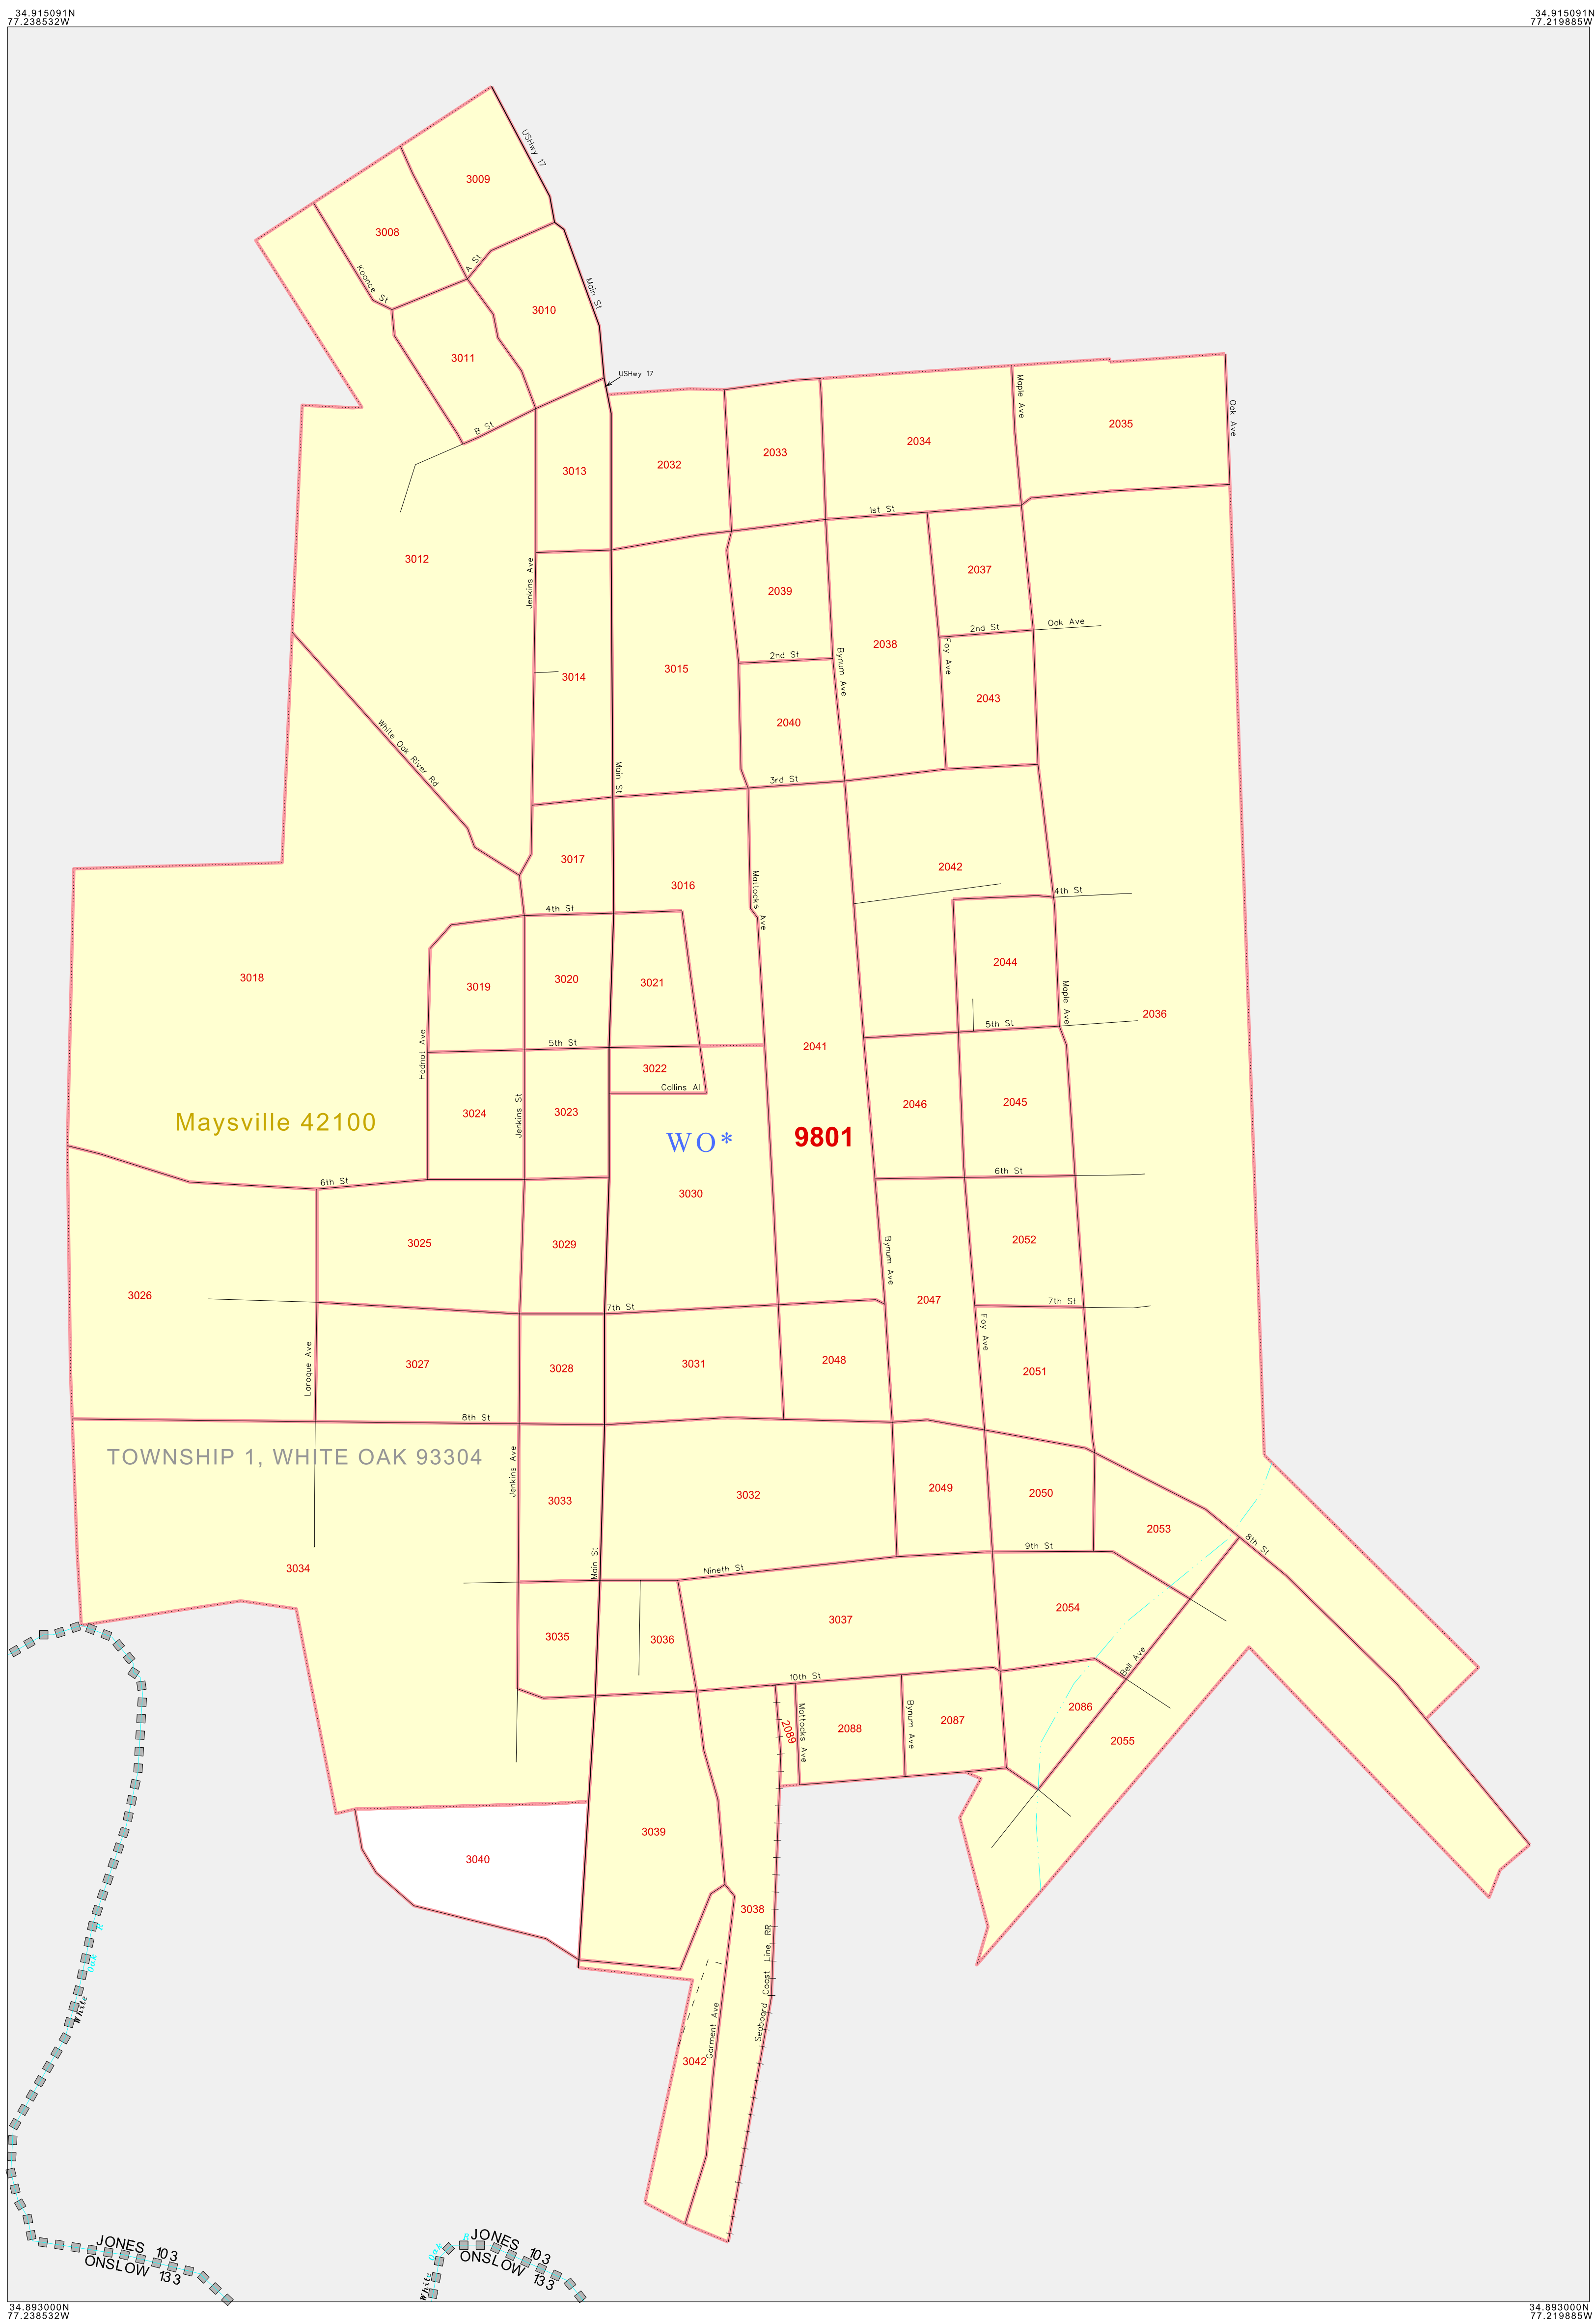 34.915091N
77.238532W
34.915091N
77.219885W
USHwy 17
3009
3008
A St
Koonce St
3010
Main St
3011
USHwy 17
B St
Maple Ave
Oak Ave
2035
2034
2033
2032
3013
1st St
3012
Jenkins Ave
2037
2039
2nd St
Oak Ave
2038
Foy Ave
2nd St
Bynum Ave
3015
3014
2043
2040
White Oak River Rd
Main St
3rd St
3017
2042
3016
Mattocks Ave
4th St
4th St
2044
3018
3020
3021
3019
Maple Ave
2036
5th St
Hadnot Ave
5th St
2041
3022
Collins Al
2045
2046
3024
3023
Jenkins St
Maysville 42100
WO*
9801
6th St
6th St
3030
2052
3025
3029
Bynum Ave
3026
2047
7th St
7th St
Foy Ave
Laroque Ave
2048
3031
3027
3028
2051
8th St
TOWNSHIP 1, WHITE OAK 93304
Jenkins Ave
2049
2050
3032
3033
2053
8th St
9th St
Main St
Nineth St
3034
2054
3037
3035
3036
Bell Ave
10th St
2086
2089
Mattocks Ave
2088
Bynum Ave
2087
2055
3039
3040
3038
Seaboard Coast Line RR
Garment Ave
3042
White
Oak
R
JONES 103
ONSLOW 133
White
Oak
R
JONES 103
ONSLOW 133
34.893000N
77.238532W
34.893000N
77.219885W